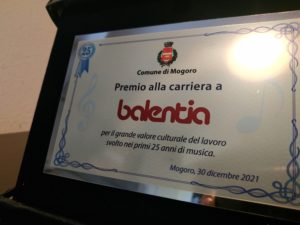 25
Comune di Mogoro
Premio alla carriera a
balentia
per il grande valore culturale del lavoro
svolto nei primi 25 anni di musica.
Mogoro, 30 dicembre 2021